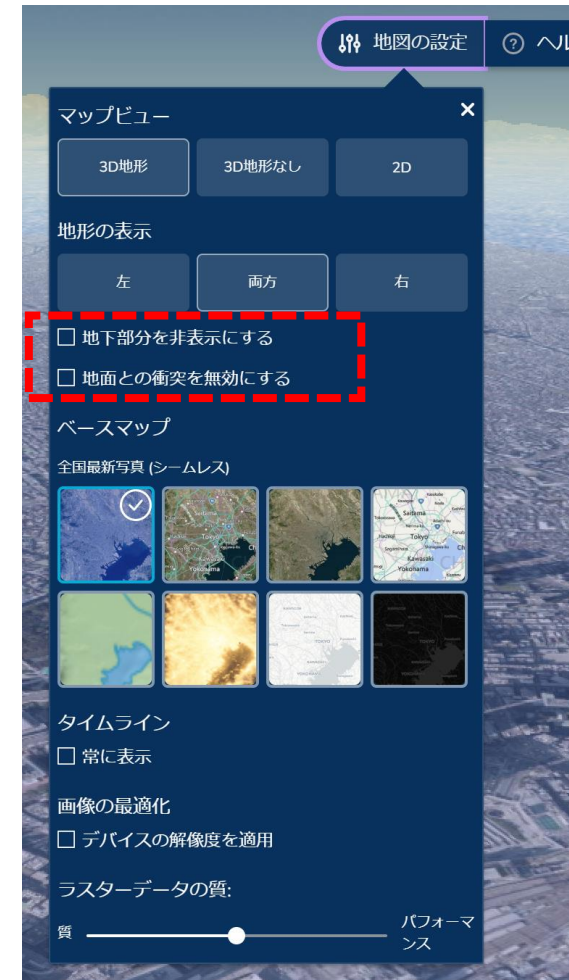 地図の設定
? ヘル
マップビュー
×
3D地形
3D地形なし
2D
地形の表示
左
両方
右
地下部分を非表示にする
地面との衝突を無効にする
ベースマップ
全国最新写真 (シームレス)
Saitama
Tokyo
Kawasaki
Yokohama
タイムライン
常に表示
画像の最適化
デバイスの解像度を適用
ラスターデータの質:
質
パフォーマ
ンス